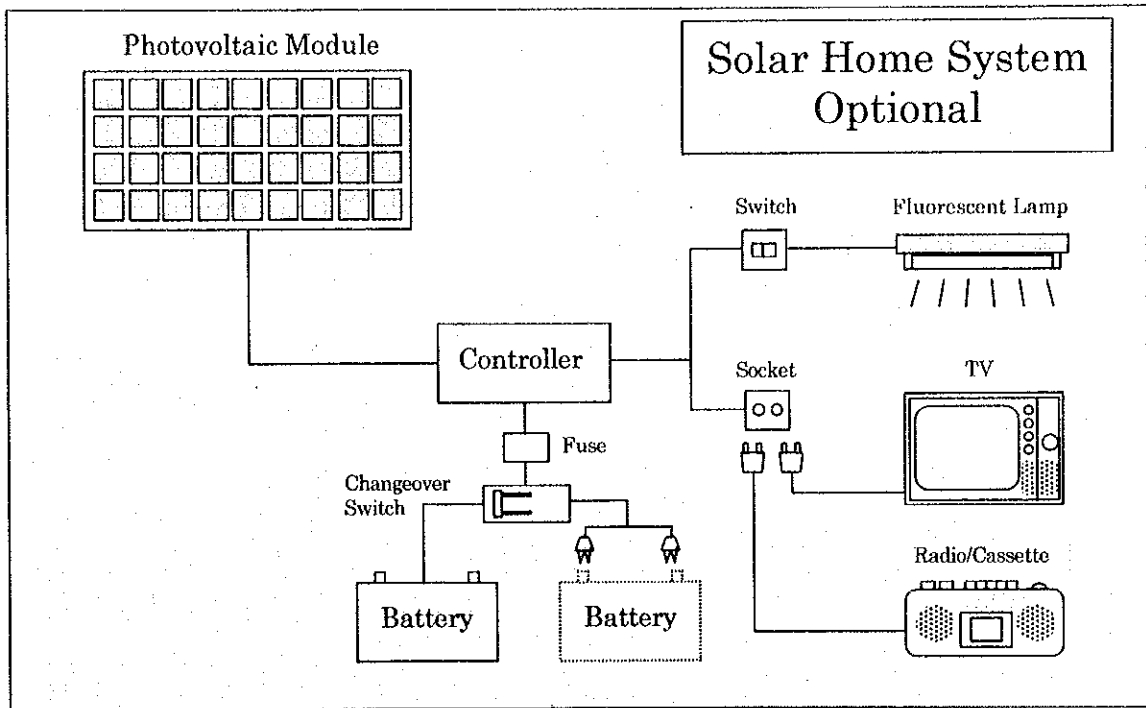 Photovoltaic Module
Solar Home System
Optional
Switch
Fluorescent Lamp
Controller
Socket
TV
Fuse
Changeover
Switch
Radio/Cassette
Battery
Battery